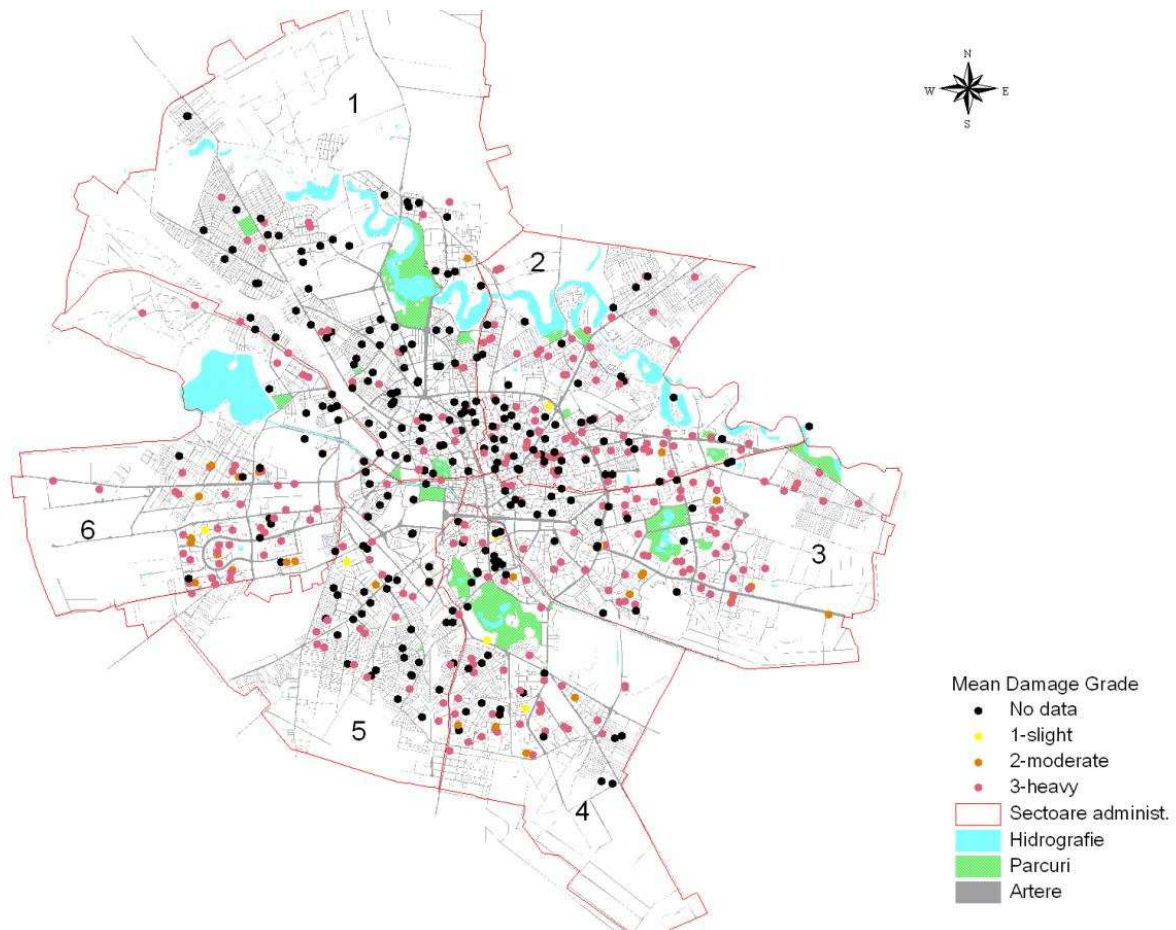 1
N
W E
S
2
6
3
5
4
Mean Damage Grade
No data
1-slight
2-moderate
3-heavy
Sectoare administ.
Hidrografie
Parcuri
Artere